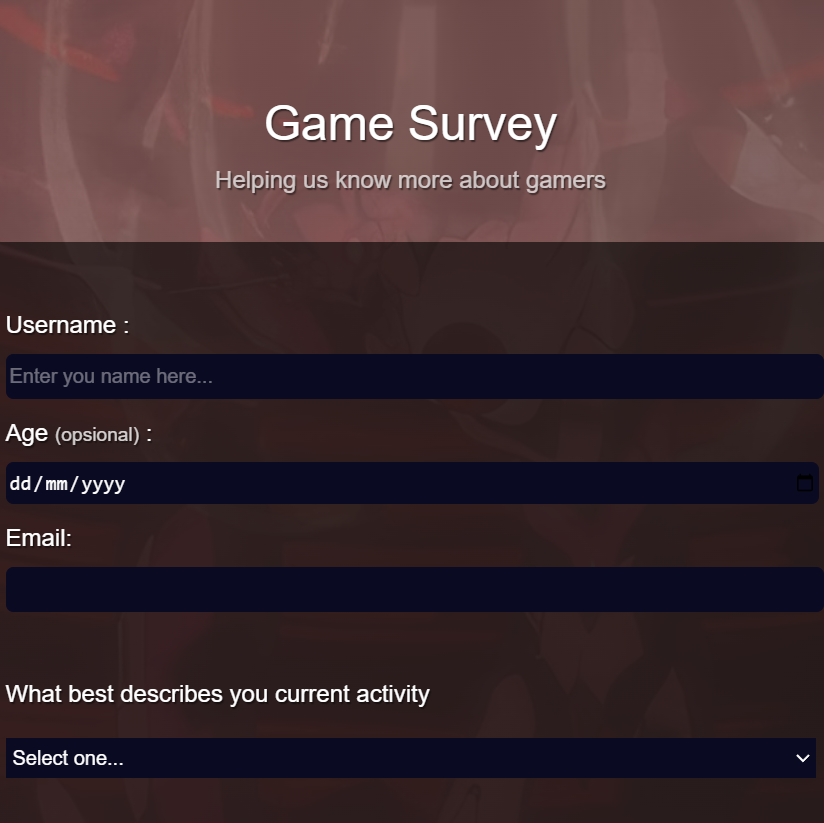 Game Survey
Helping us know more about gamers
Username :
Enter you name here...
Age (opsional) :
dd/mm/yyyy
Email:
What best describes you current activity
Select one...